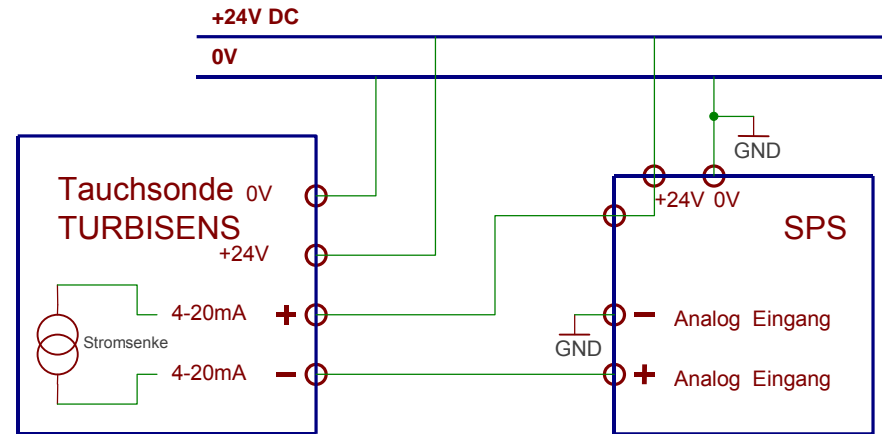 +24V DC
0V
GND
Tauchsonde 0V
TURBISENS
+24V
+24V 0V
SPS
4-20mA +
Stromsenke
4-20mA −
− Analog Eingang
GND
+ Analog Eingang